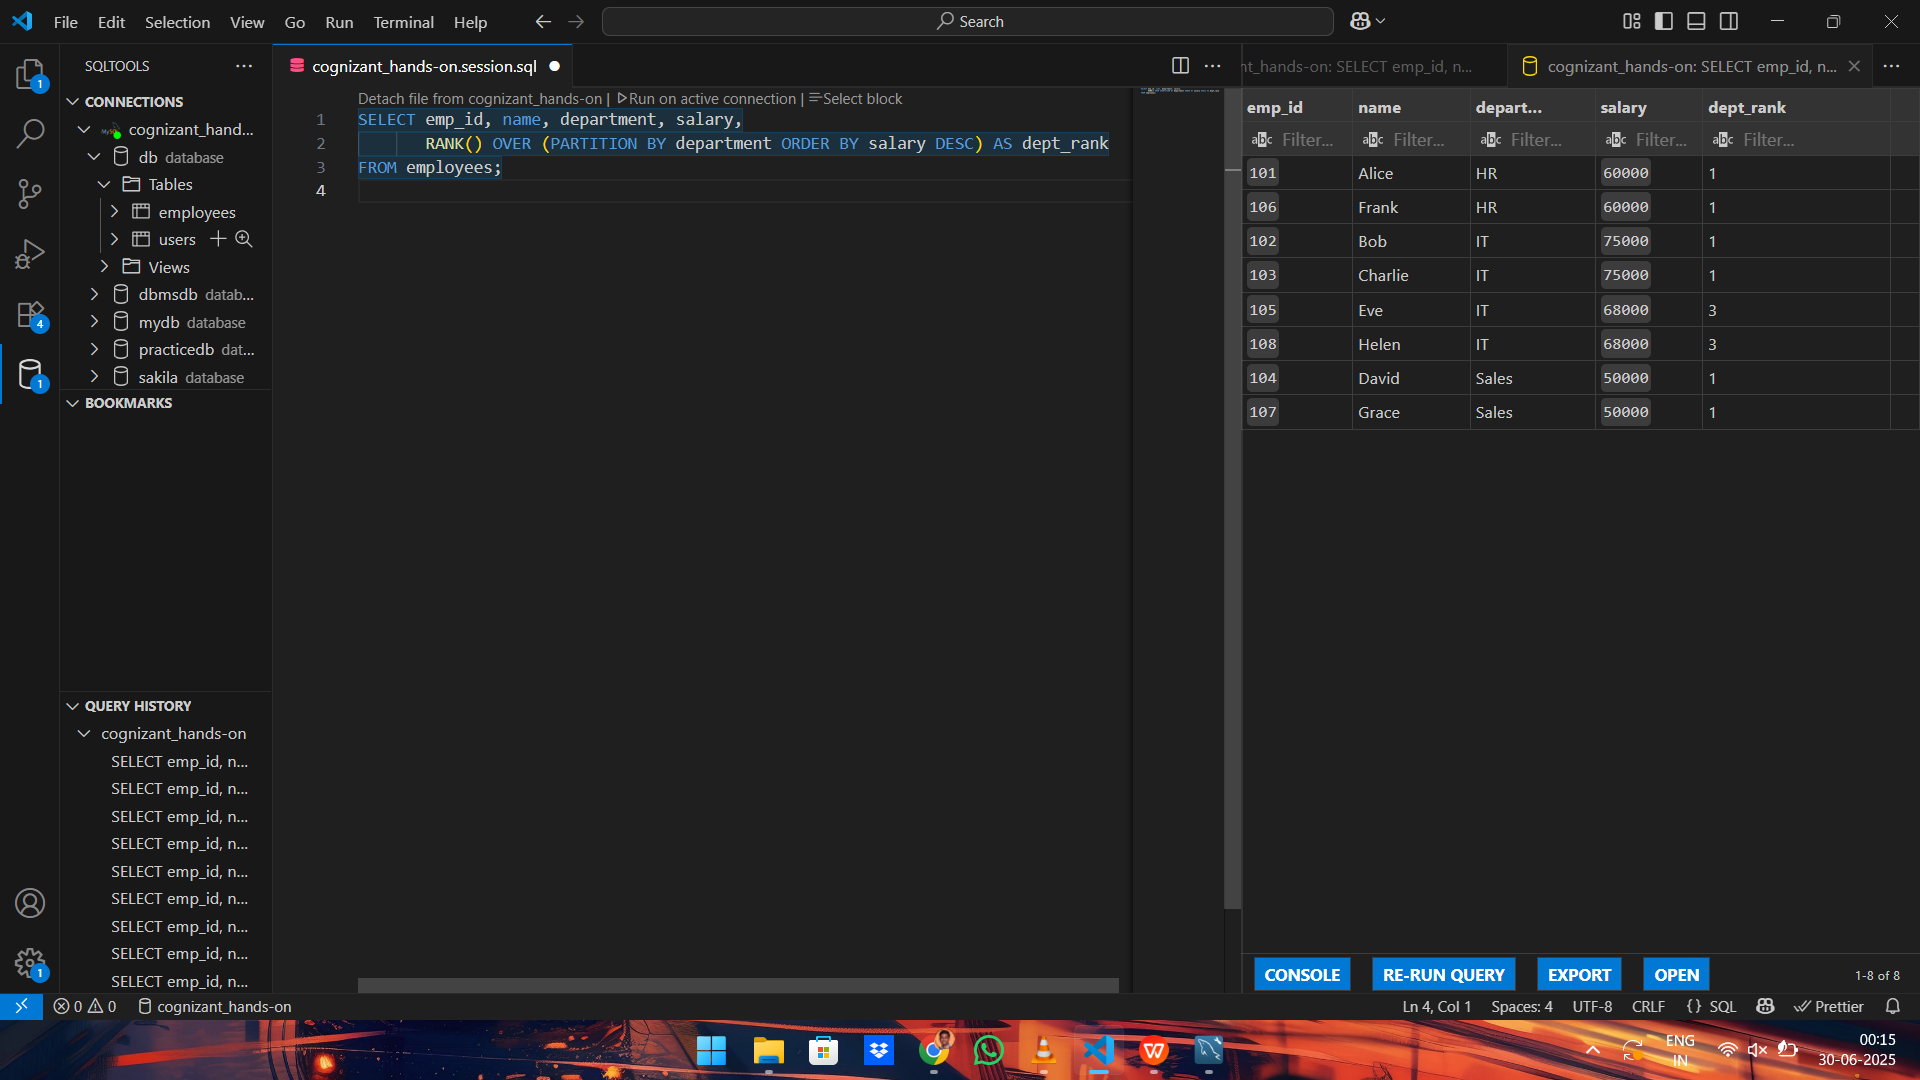 File Edit Selection View Go Run Terminal Help
Search
SQLTOOLS
CONNECTIONS
cognizant_hand...
db database
Tables
employees
users
Views
dbmsdb datab...
mydb database
practicedb dat...
sakila database
BOOKMARKS
QUERY HISTORY
cognizant_hands-on
SELECT emp_id, n...
SELECT emp_id, n...
SELECT emp_id, n...
SELECT emp_id, n...
SELECT emp_id, n...
SELECT emp_id, n...
SELECT emp_id, n...
SELECT emp_id, n...
SELECT emp_id, n...
1
4
1
1
cognizant_hands-on.session.sql
Detach file from cognizant_hands-on | Run on active connection | Select block
1 SELECT emp_id, name, department, salary,
2 RANK() OVER (PARTITION BY department ORDER BY salary DESC) AS dept_rank
3 FROM employees;
4
nt_hands-on: SELECT emp_id, n...
cognizant_hands-on: SELECT emp_id, n...
emp_id name depart... salary dept_rank
abc Filter... abc Filter... abc Filter... abc Filter... abc Filter...
101 Alice HR 60000 1
106 Frank HR 60000 1
102 Bob IT 75000 1
103 Charlie IT 75000 1
105 Eve IT 68000 3
108 Helen IT 68000 3
104 David Sales 50000 1
107 Grace Sales 50000 1
CONSOLE RE-RUN QUERY EXPORT OPEN 1-8 of 8
0 0 cognizant_hands-on
Ln 4, Col 1 Spaces: 4 UTF-8 CRLF {} SQL Prettier
ENG
IN
00:15
30-06-2025